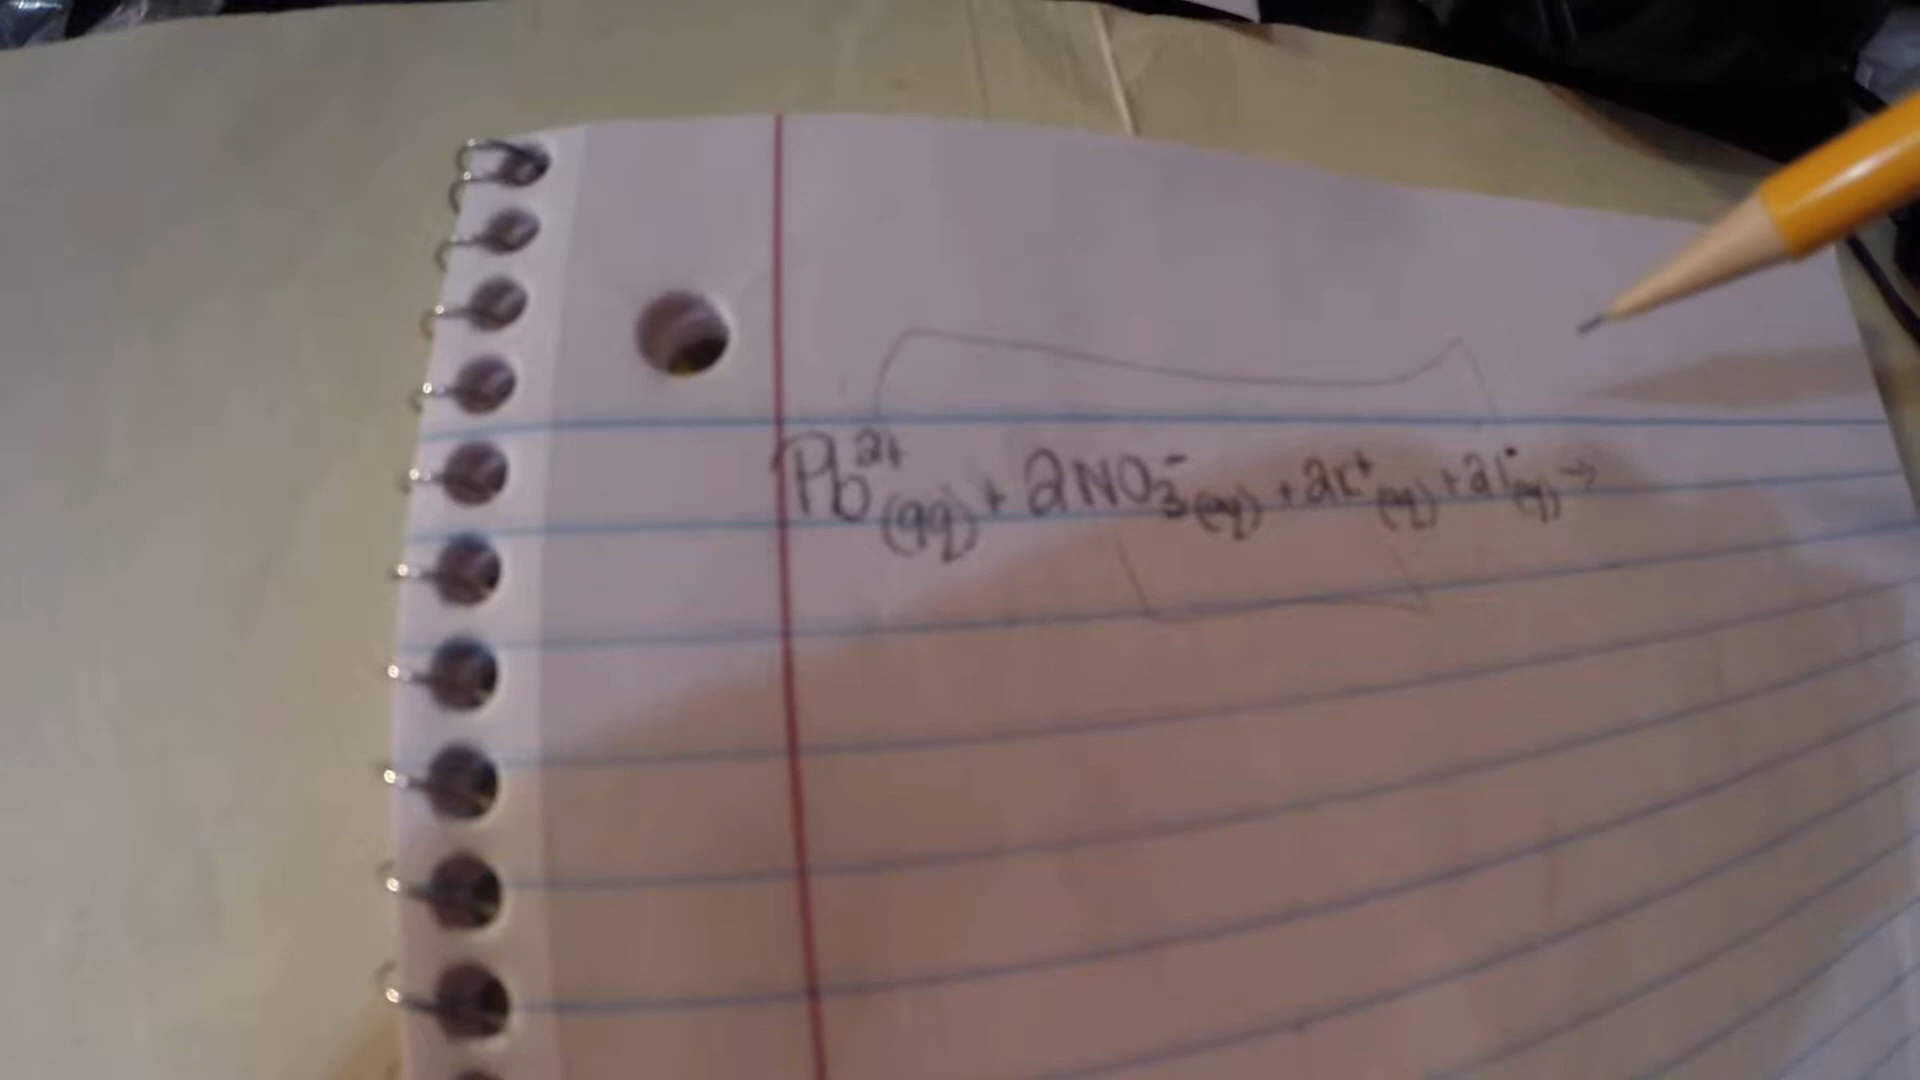 Pb²⁺(aq) + 2NO₃⁻(aq) + 2K⁺(aq) + 2I⁻(aq) →